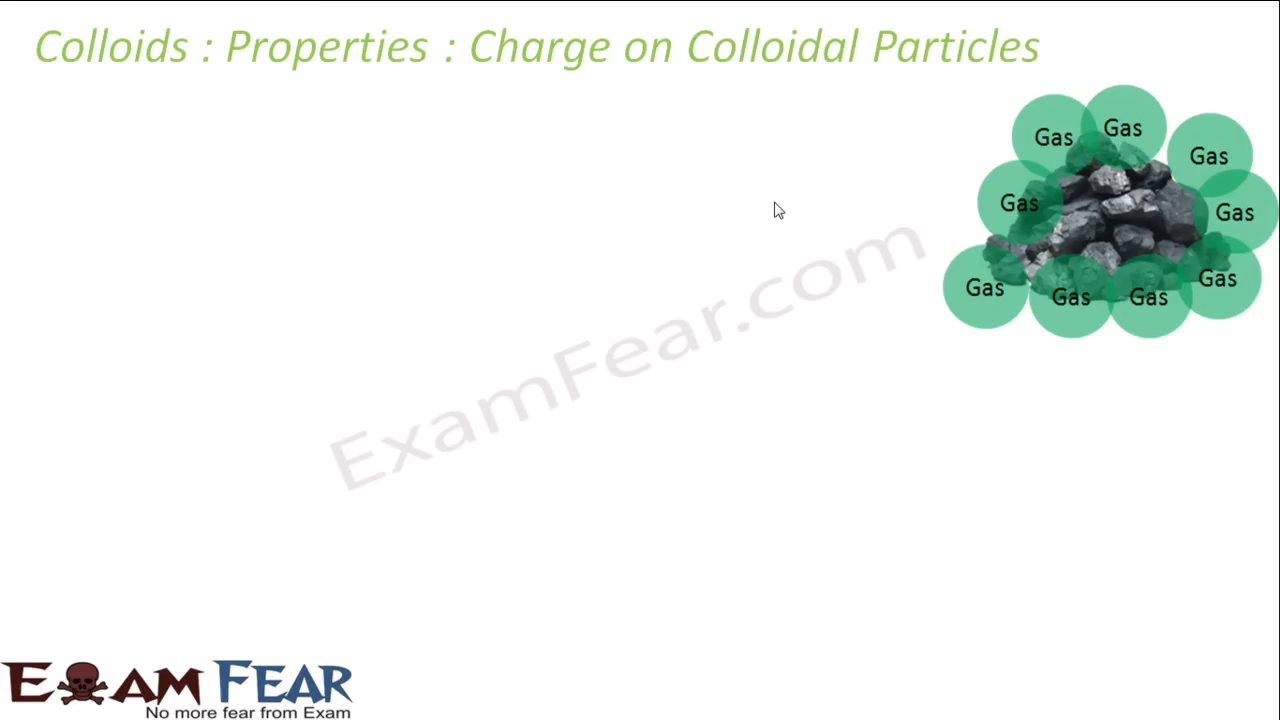 Colloids : Properties : Charge on Colloidal Particles
Gas
Gas
Gas
Gas
Gas
Gas
Gas
Gas
Gas
ExamFear.com
EXAM FEAR
No more fear from Exam